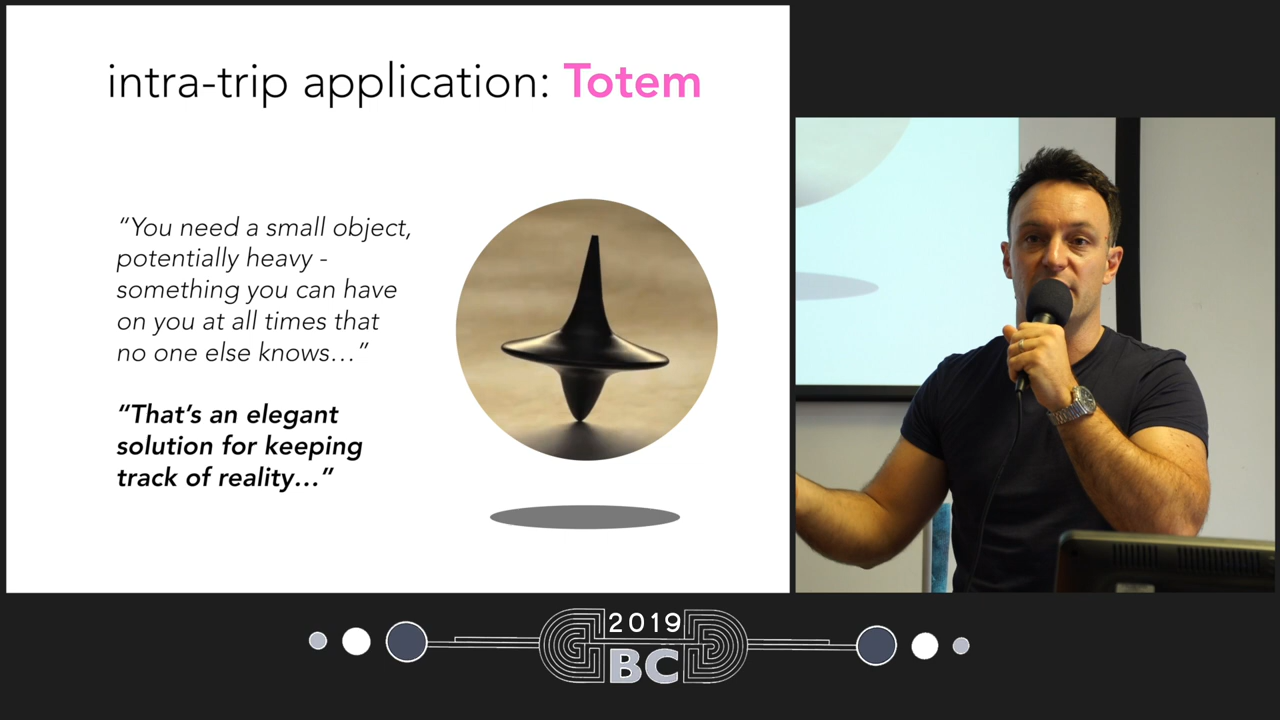 intra-trip application: Totem
“You need a small object,
potentially heavy -
something you can have
on you at all times that
no one else knows…”
“That’s an elegant
solution for keeping
track of reality…”
2019
BC